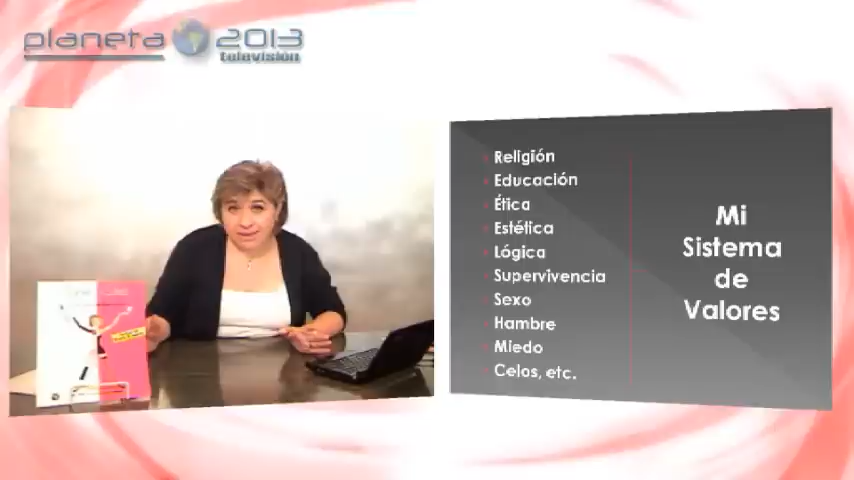 planeta 2013
televisión
Religión
Educación
Ética
Estética
Lógica
Supervivencia
Sexo
Hambre
Miedo
Celos, etc.
Mi
Sistema
de
Valores